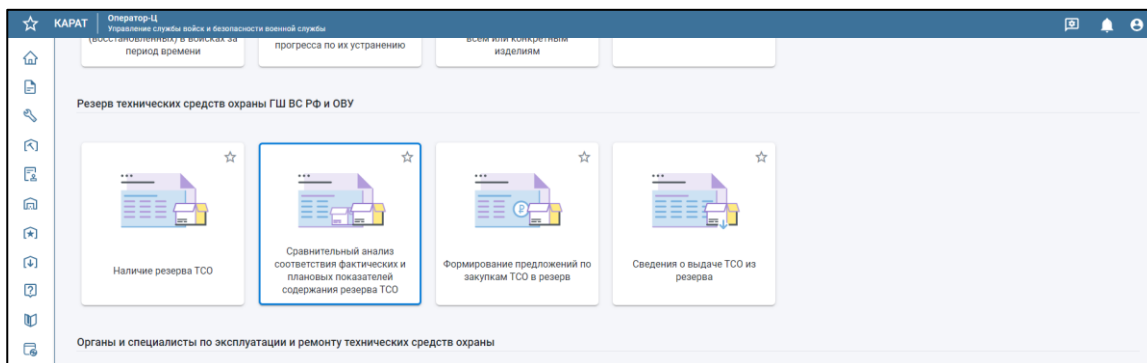 КАРАТ
Оператор-Ц
Управление службы войск и безопасности военной службы
(восстановленных) в войсках за
период времени
прогресса по их устранению
всем или конкретным
изделиям
Резерв технических средств охраны ГШ ВС РФ и ОВУ
Наличие резерва ТСО
Сравнительный анализ
соответствия фактических и
плановых показателей
содержания резерва ТСО
Формирование предложений по
закупкам ТСО в резерв
Сведения о выдаче ТСО из
резерва
Органы и специалисты по эксплуатации и ремонту технических средств охраны